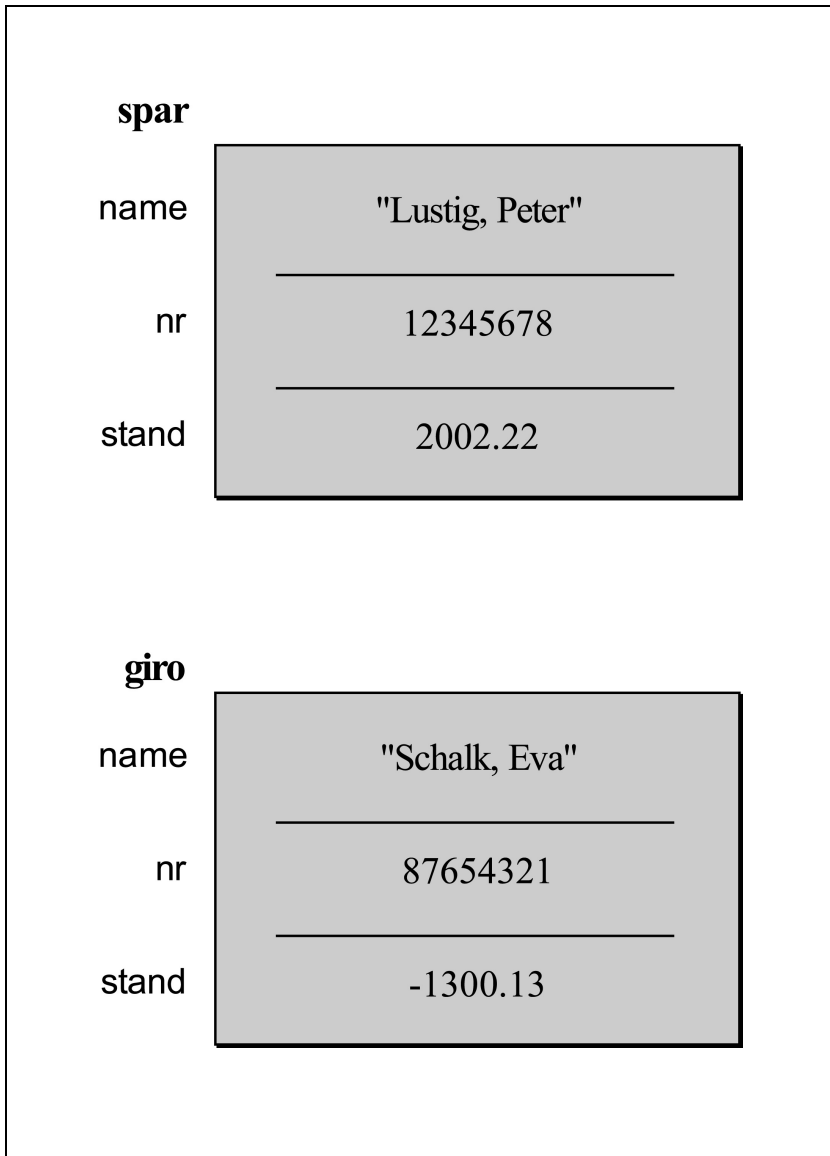 spar
name "Lustig, Peter"
nr 12345678
stand 2002.22
giro
name "Schalk, Eva"
nr 87654321
stand -1300.13